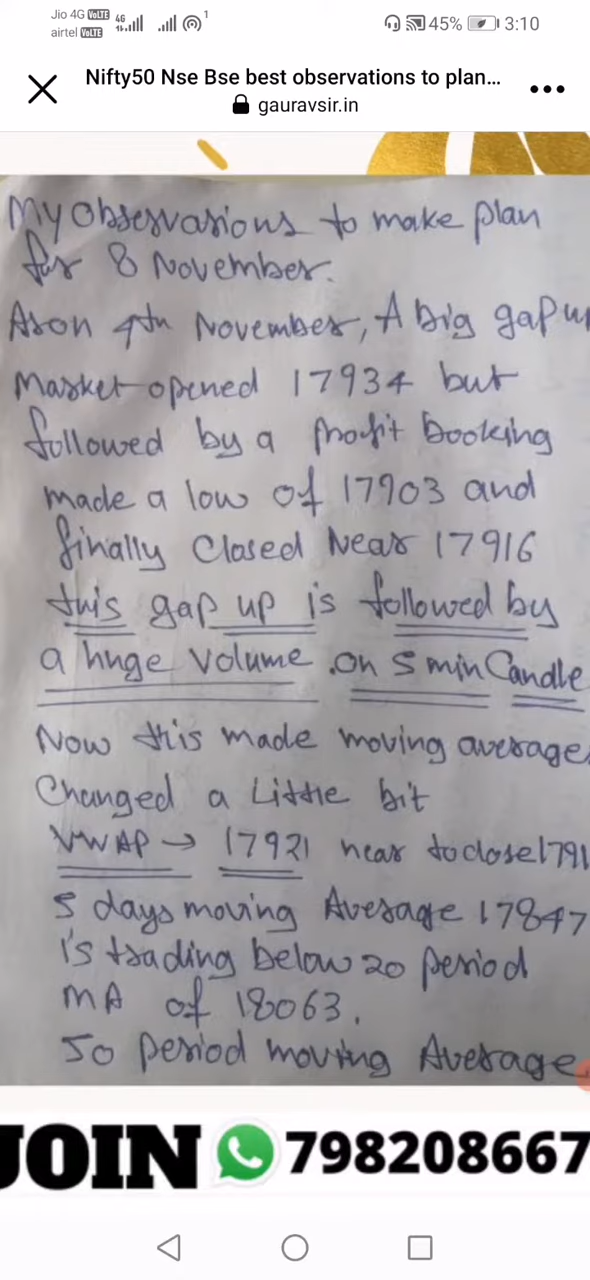 Jio 4G VoLTE 4G 1 45% 3:10
airtel VoLTE
Nifty50 Nse Bse best observations to plan...
gauravsir.in
My observations to make plan
for 8 November.
As on 4th November, A big gap up
Market opened 17934 but
followed by a profit booking
made a low of 17903 and
finally closed Near 17916
this gap up is followed by
a huge volume on 5 min Candle
Now this made moving average
Changed a little bit
VWAP → 17921 near to close 1791
5 days moving Average 17847
is trading below 20 period
MA of 18063.
50 period moving Average
JOIN 798208667